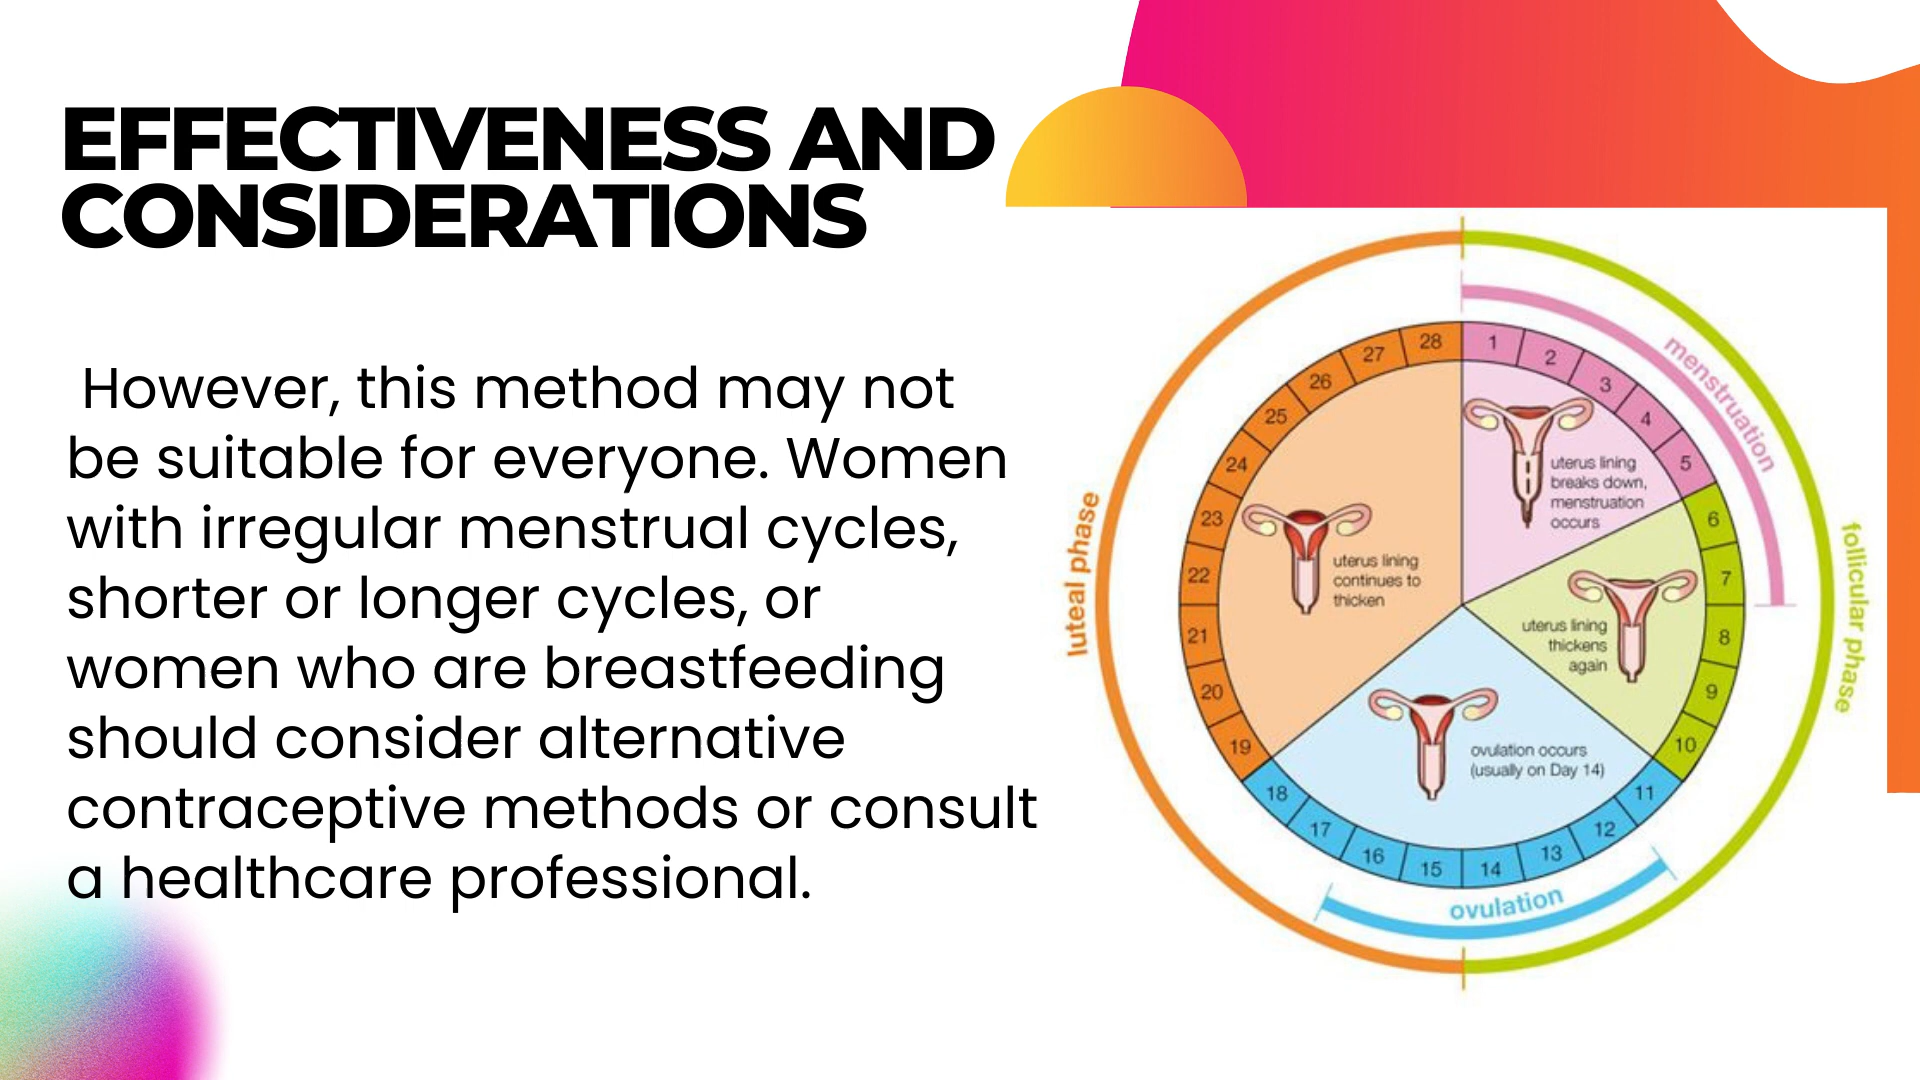 EFFECTIVENESS AND
CONSIDERATIONS
However, this method may not
be suitable for everyone. Women
with irregular menstrual cycles,
shorter or longer cycles, or
women who are breastfeeding
should consider alternative
contraceptive methods or consult
a healthcare professional.
luteal phase
follicular phase
menstruation
ovulation
1
2
3
4
5
6
7
8
9
10
11
12
13
14
15
16
17
18
19
20
21
22
23
24
25
26
27
28
uterus lining
breaks down,
menstruation
occurs
uterus lining
thickens
again
ovulation occurs
(usually on Day 14)
uterus lining
continues to
thicken